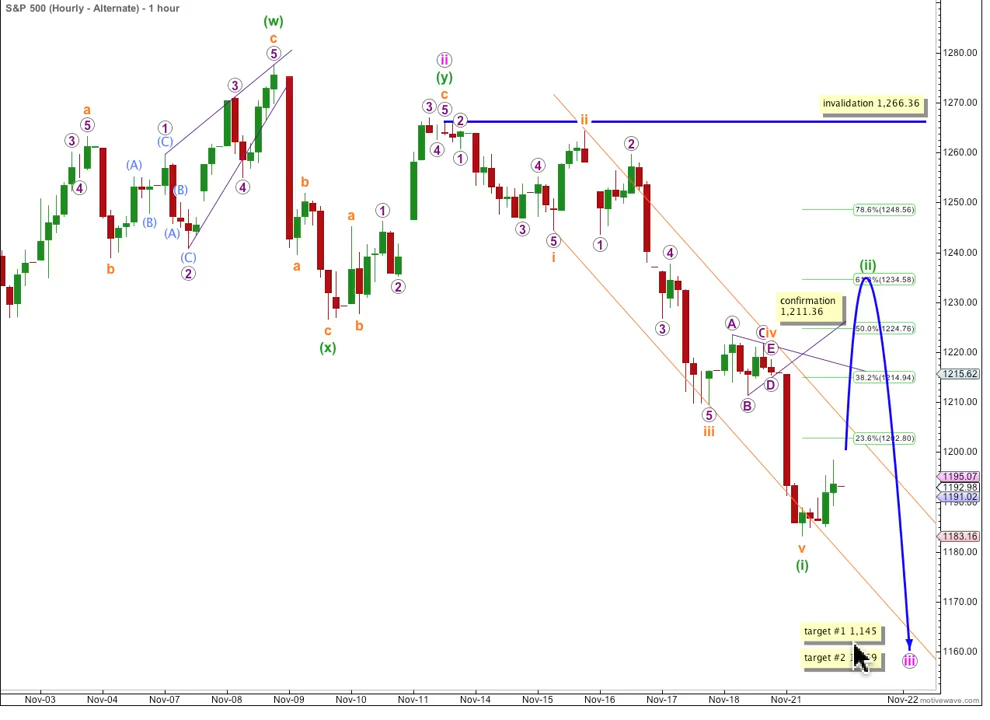 S&P 500 (Hourly - Alternate) - 1 hour
(w)
c
5
3
a
5
3
4
1
(C)
(A)
(B)
(B)
(A)
(C)
2
b
4
b
a
a
1
2
c
(x)
b
ii
(y)
c
3
5
2
4
1
4
3
5
i
ii
2
1
4
3
5
iii
A
B
iv
E
D
v
(i)
(ii)
iii
invalidation 1,266.36
78.6%(1248.56)
(1234.58)
confirmation
1,211.36
50.0%(1224.76)
38.2%(1214.94)
23.6%(1202.80)
target #1 1,145
target #2
1280.00
1270.00
1260.00
1250.00
1240.00
1230.00
1220.00
1215.62
1210.00
1200.00
1195.07
1192.98
1191.02
1183.16
1180.00
1170.00
1160.00
Nov-03
Nov-04
Nov-07
Nov-08
Nov-09
Nov-10
Nov-11
Nov-14
Nov-15
Nov-16
Nov-17
Nov-18
Nov-21
Nov-22
motivewave.com